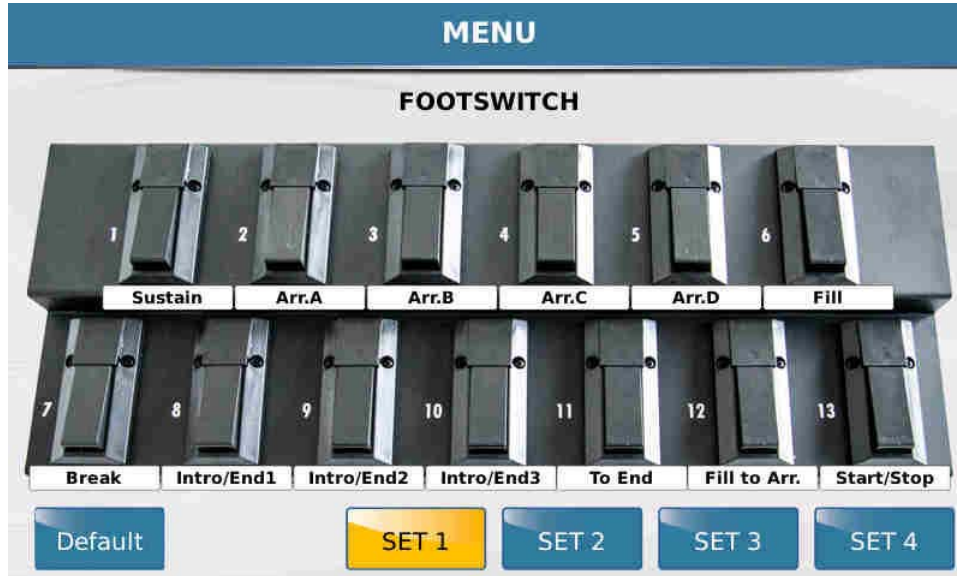 MENU
FOOTSWITCH
1 2 3 4 5 6
Sustain Arr.A Arr.B Arr.C Arr.D Fill
7 8 9 10 11 12 13
Break Intro/End1 Intro/End2 Intro/End3 To End Fill to Arr. Start/Stop
Default SET 1 SET 2 SET 3 SET 4